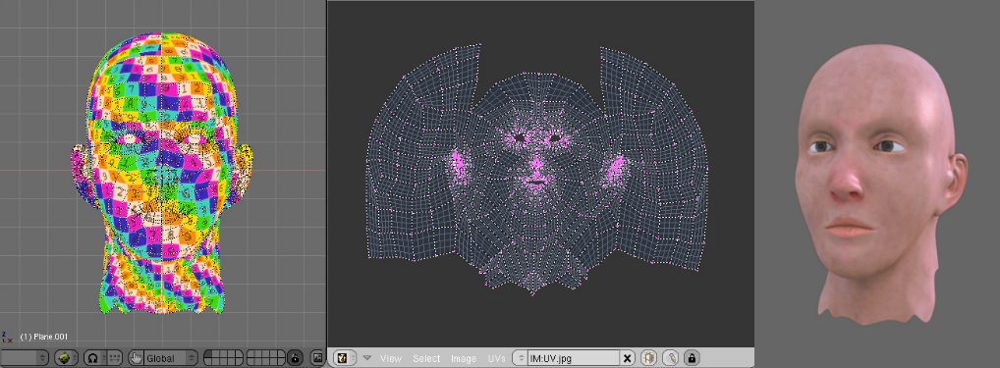 (1) Plane.001
Global
View Select Image UVs
IM:UV.jpg